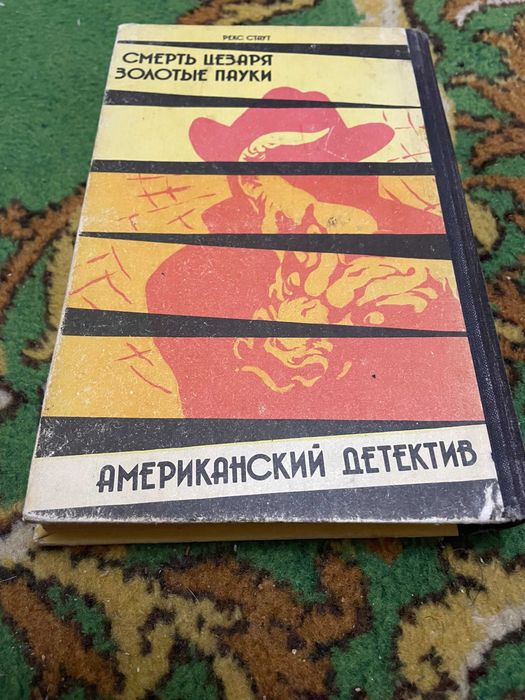 РЕКС СТАУТ
СМЕРТЬ ЦЕЗАРЯ
ЗОЛОТЫЕ ПАУКИ
АМЕРИКАНСКИЙ ДЕТЕКТИВ